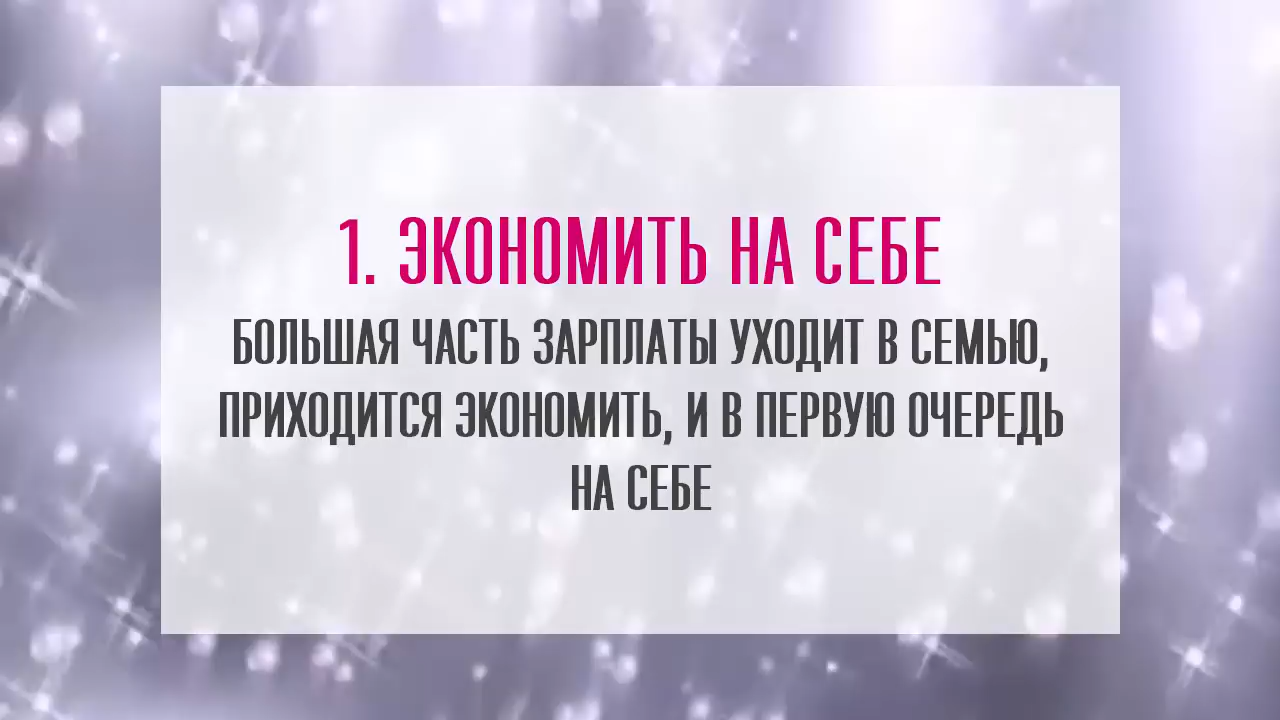 1. ЭКОНОМИТЬ НА СЕБЕ
БОЛЬШАЯ ЧАСТЬ ЗАРПЛАТЫ УХОДИТ В СЕМЬЮ,
ПРИХОДИТСЯ ЭКОНОМИТЬ, И В ПЕРВУЮ ОЧЕРЕДЬ
НА СЕБЕ